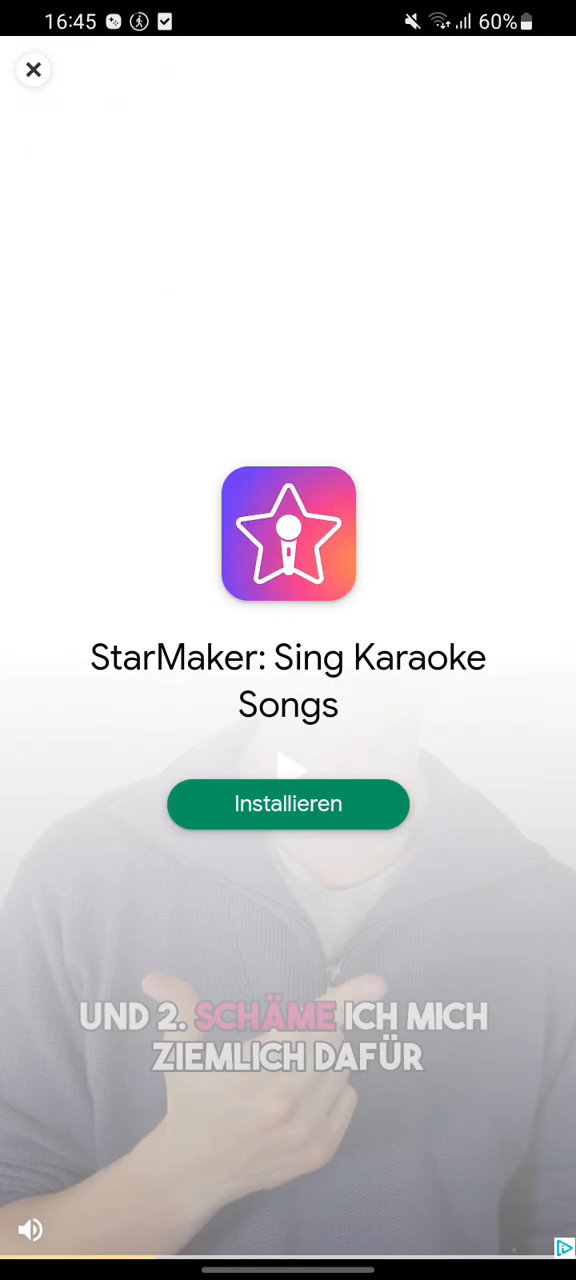 16:45
60%
StarMaker: Sing Karaoke
Songs
Installieren
UND 2. SCHÄME ICH MICH
ZIEMLICH DAFÜR